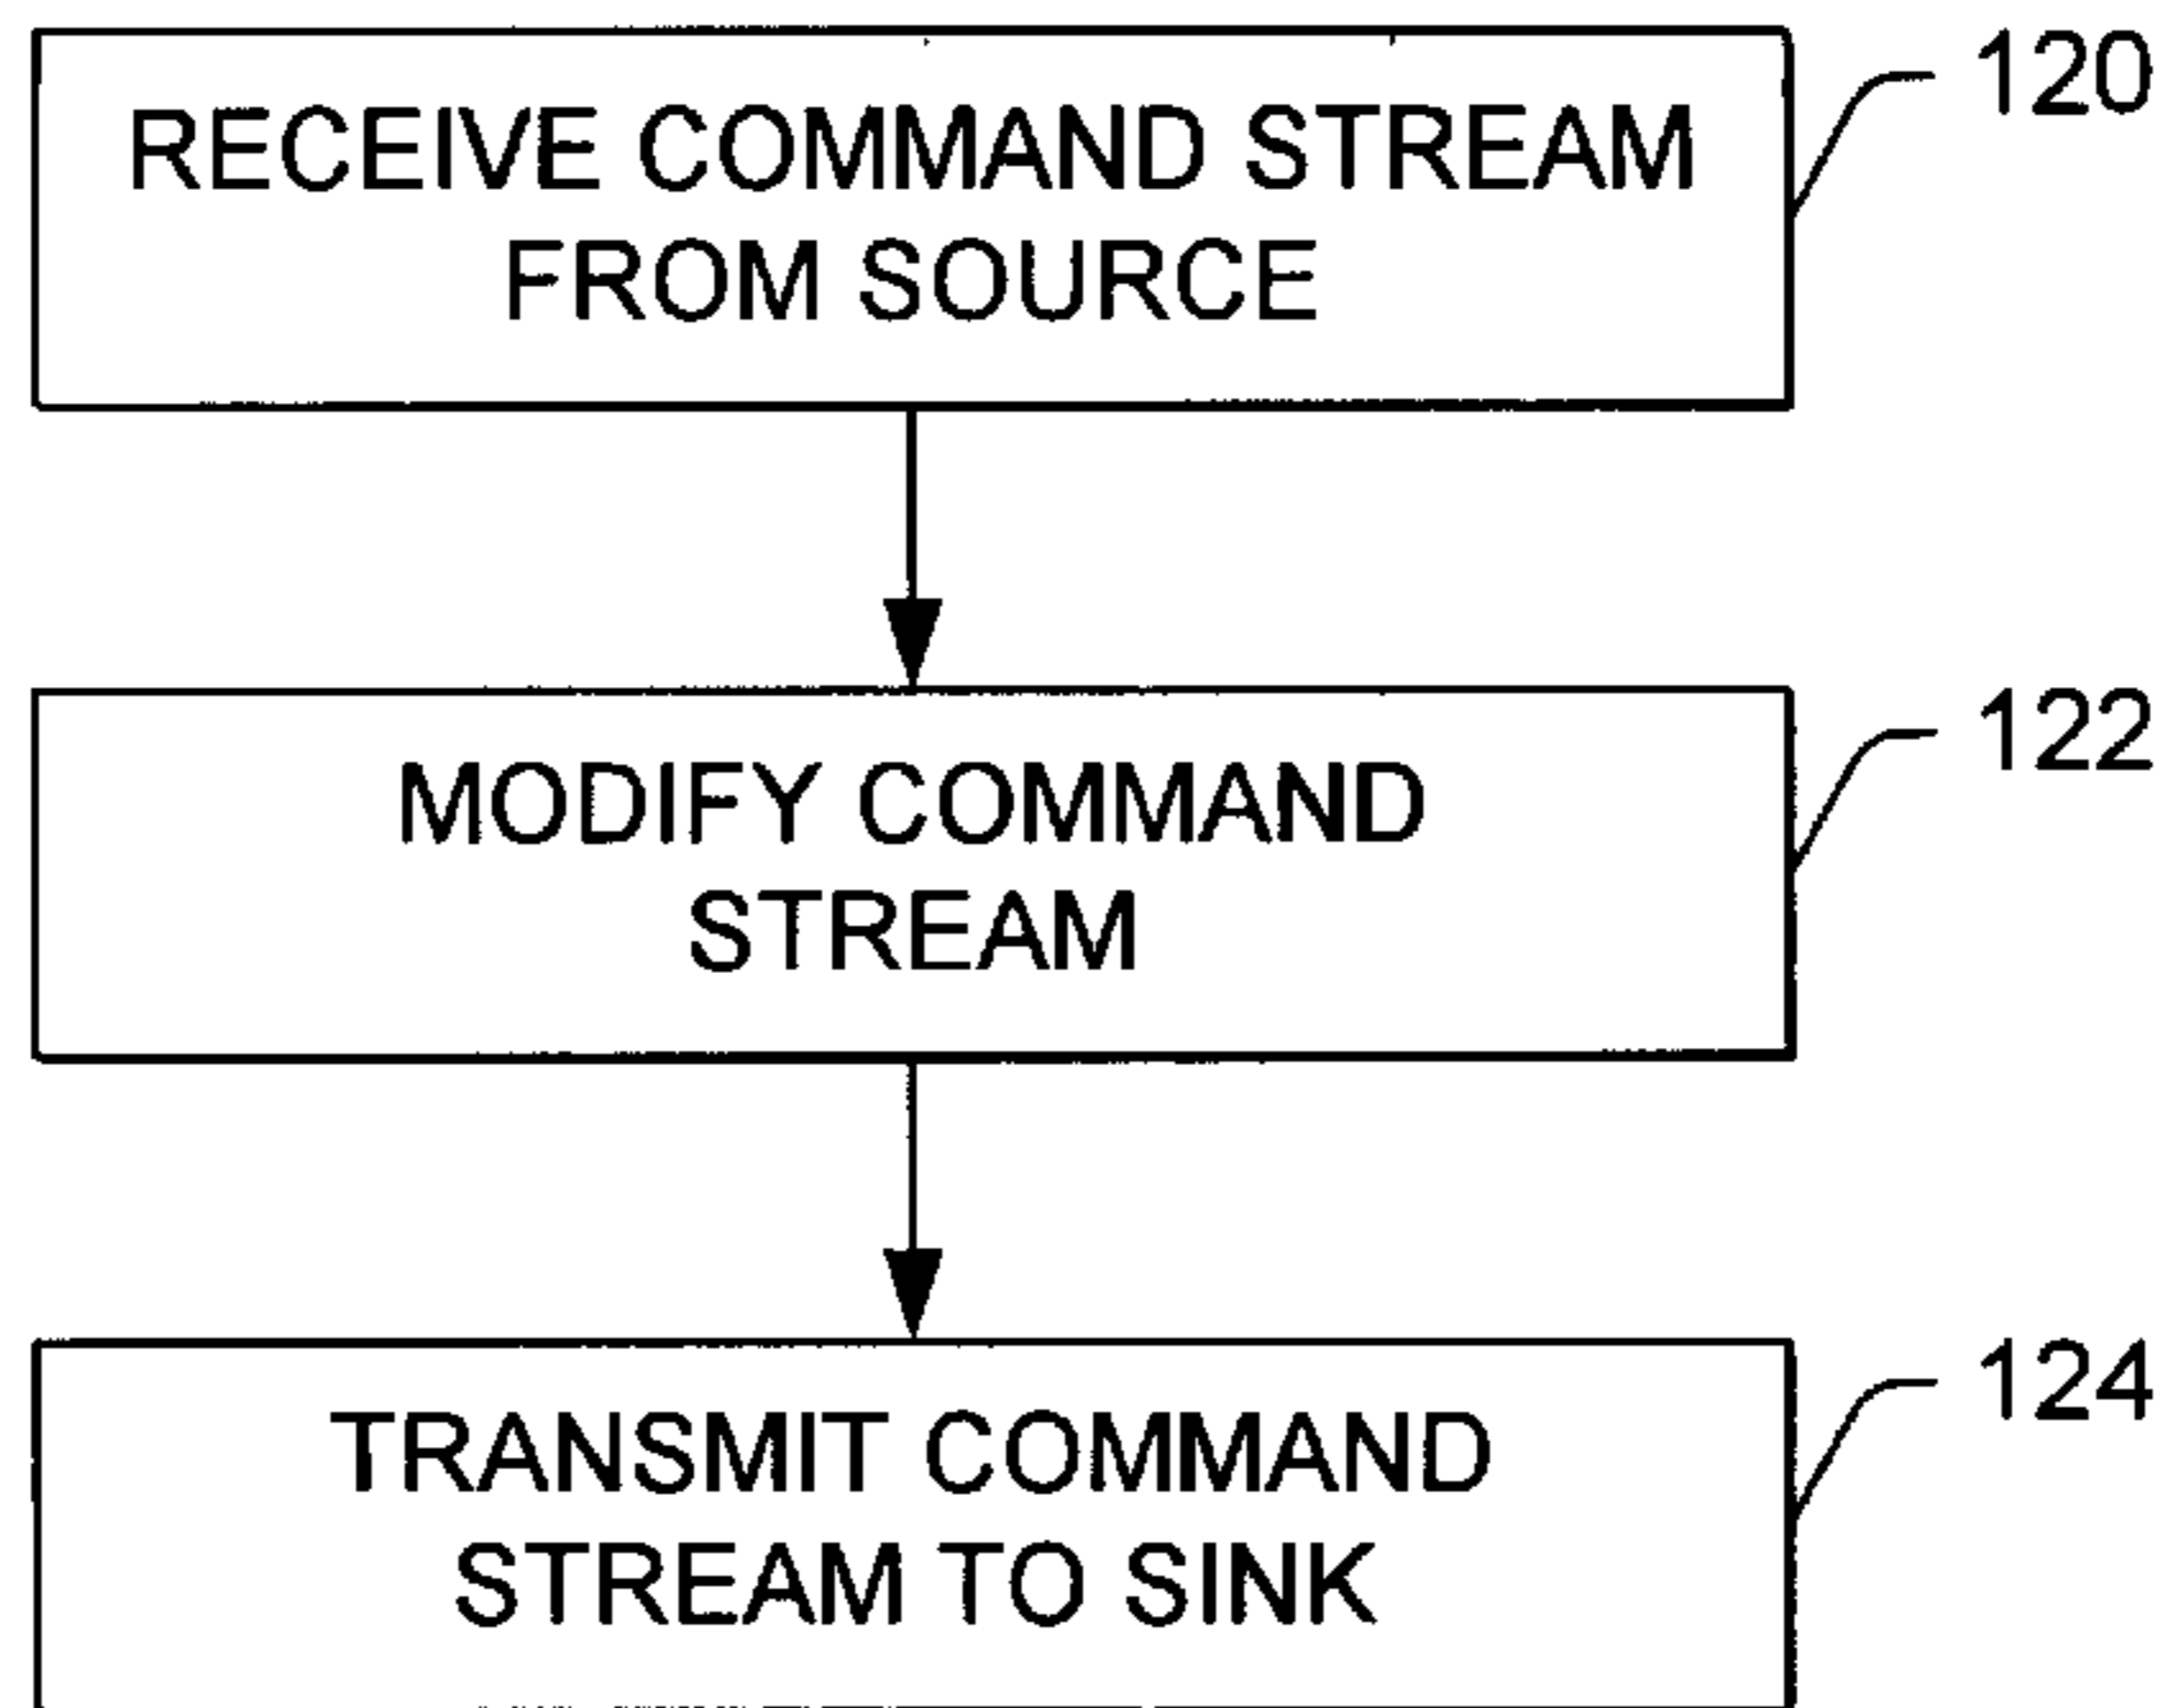 RECEIVE COMMAND STREAM
FROM SOURCE
120
MODIFY COMMAND
STREAM
122
TRANSMIT COMMAND
STREAM TO SINK
124